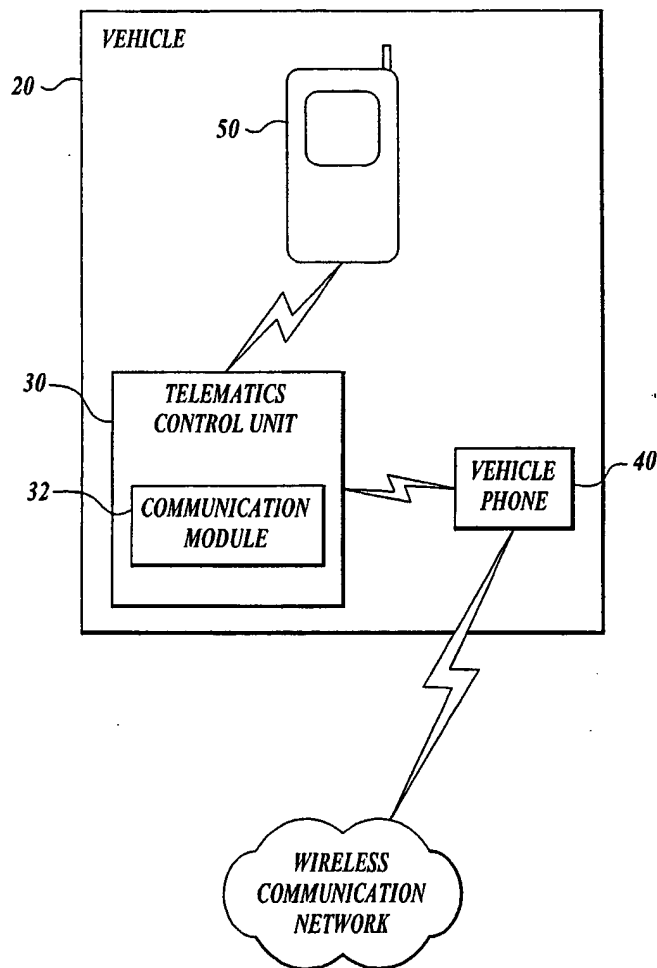 VEHICLE
20
50
30
TELEMATICS
CONTROL UNIT
32
COMMUNICATION
MODULE
VEHICLE
PHONE
40
WIRELESS
COMMUNICATION
NETWORK